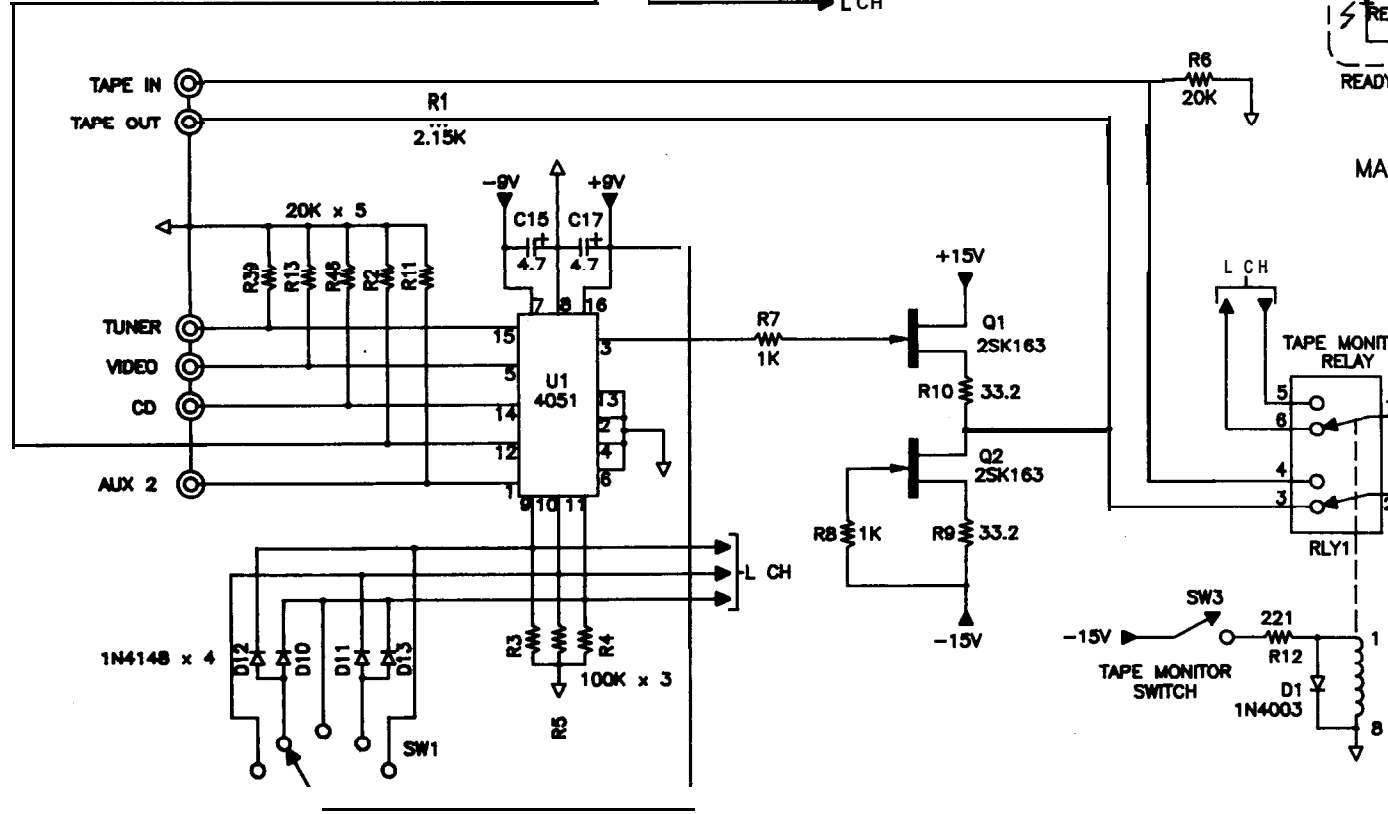 L CH
RE
TAPE IN
R1
R6
20K
READY
TAPE OUT
2.15K
MA
-9V
+9V
20K x 5
C15
+
C17
+
4.7
4.7
R39
R13
R2
R11
+15V
L CH
7
8
16
TUNER
15
3
R7
1K
Q1
2SK163
TAPE MONIT
RELAY
VIDEO
5
U1
4051
R10
33.2
5
CD
14
13
2
6
12
4
Q2
2SK163
4
AUX 2
1
6
3
2
9
10
11
R8
1K
R9
33.2
RLY1
L CH
SW3
1N4148 x 4
D12
D10
D11
D13
R3
R4
-15V
-15V
221
1
100K x 3
TAPE MONITOR
SWITCH
R12
D1
1N4003
R5
SW1
8